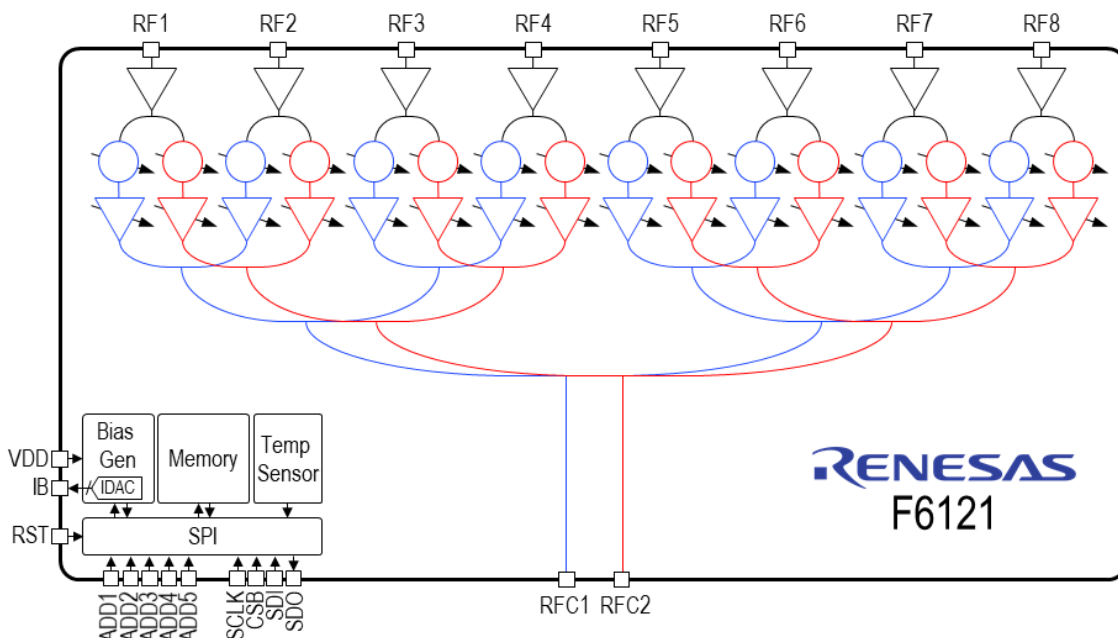 RF1 RF2 RF3 RF4 RF5 RF6 RF7 RF8
Bias Gen
Memory
Temp Sensor
VDD
IB
IDAC
RST
SPI
RENESAS
F6121
ADD1 ADD2 ADD3 ADD4 ADD5 SCLK CSB SDI SDO
RFC1 RFC2